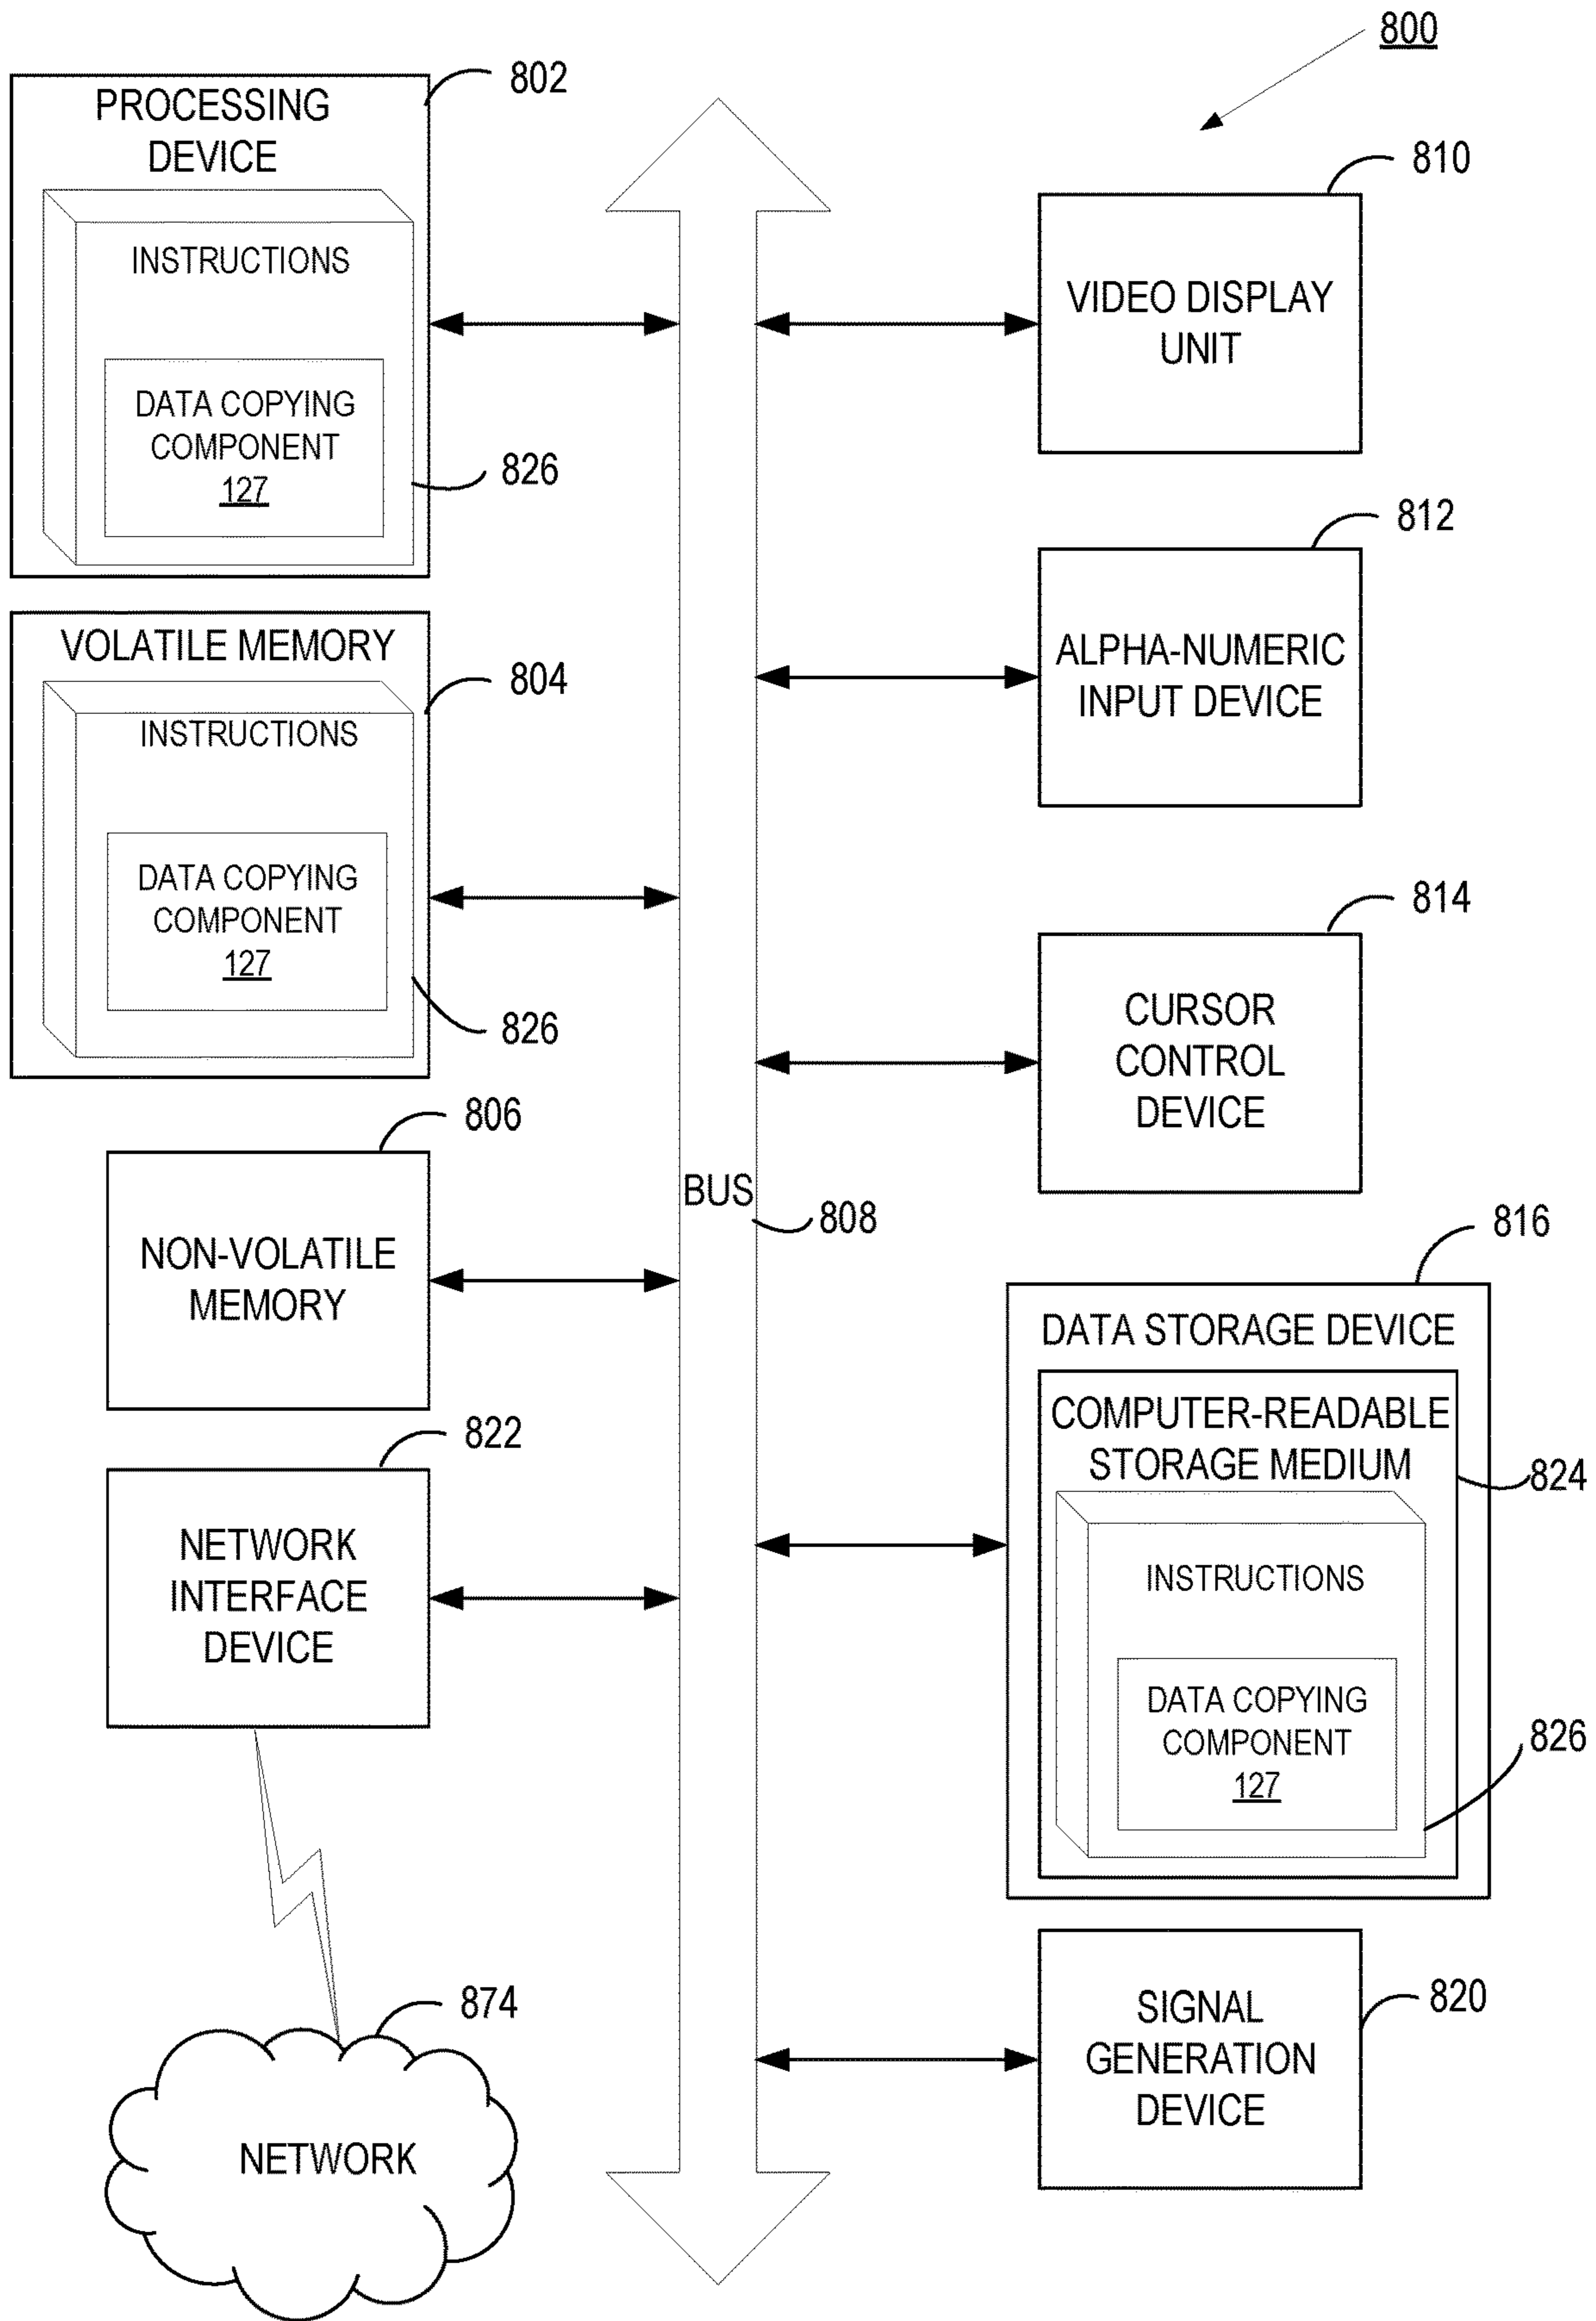 800
802
PROCESSING
DEVICE
INSTRUCTIONS
DATA COPYING
COMPONENT
127
826
VOLATILE MEMORY
804
INSTRUCTIONS
DATA COPYING
COMPONENT
127
826
806
NON-VOLATILE
MEMORY
822
NETWORK
INTERFACE
DEVICE
874
NETWORK
BUS
808
810
VIDEO DISPLAY
UNIT
812
ALPHA-NUMERIC
INPUT DEVICE
814
CURSOR
CONTROL
DEVICE
816
DATA STORAGE DEVICE
COMPUTER-READABLE
STORAGE MEDIUM
824
INSTRUCTIONS
DATA COPYING
COMPONENT
127
826
SIGNAL
GENERATION
DEVICE
820